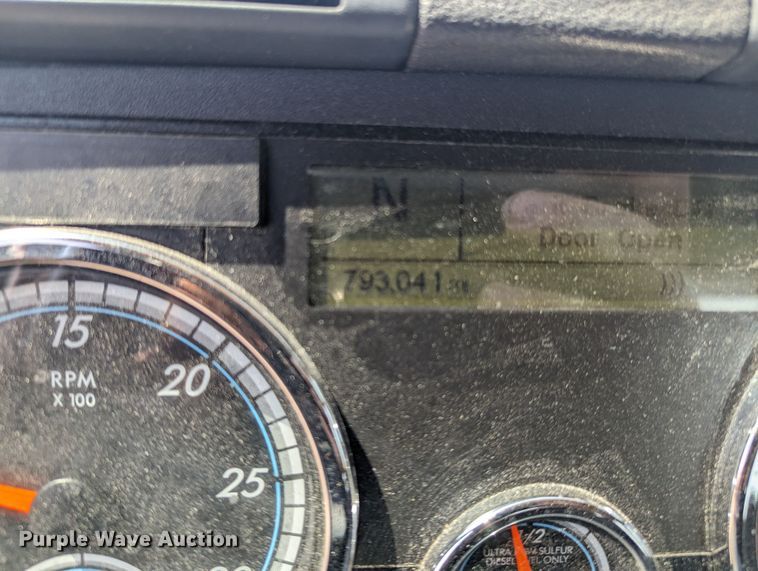 N
Door Open
793,041
15
RPM
X 100
20
25
1/2
ULTRA LOW SULFUR
DIESEL FUEL ONLY
Purple Wave Auction